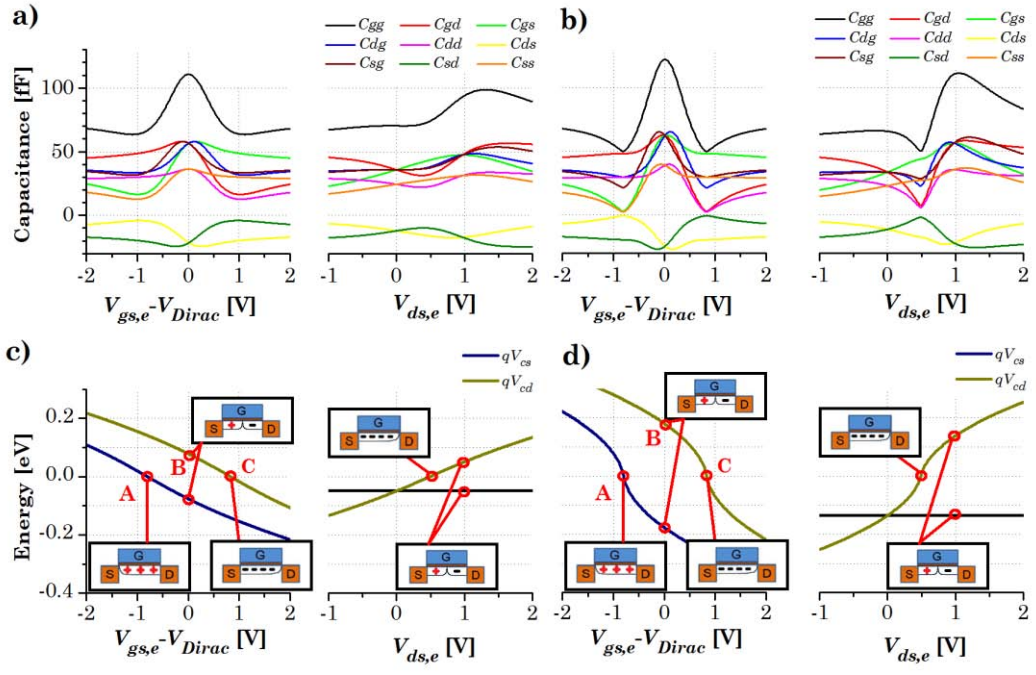 a)
Cgg Cgd Cgs
Cdg Cdd Cds
Csg Csd Css
b)
Cgg Cgd Cgs
Cdg Cdd Cds
Csg Csd Css
Capacitance [fF]
100
50
0
-2 -1 0 1 2
-1 0 1 2
-2 -1 0 1 2
-1 0 1 2
Vgs,e-VDirac [V]
Vds,e [V]
Vgs,e-VDirac [V]
Vds,e [V]
c)
qVcs
qVcd
d)
qVcs
qVcd
Energy [eV]
0.2
0.0
-0.2
-0.4
G
S + - D
G
S - - - - D
G
S + - D
G
S - - - - D
A
B
C
A
B
C
G
S + + + + D
G
S - - - - D
G
S + - D
G
S + + + + D
G
S - - - - D
G
S + - D
-2 -1 0 1 2
-1 0 1 2
-2 -1 0 1 2
-1 0 1 2
Vgs,e-VDirac [V]
Vds,e [V]
Vgs,e-VDirac [V]
Vds,e [V]